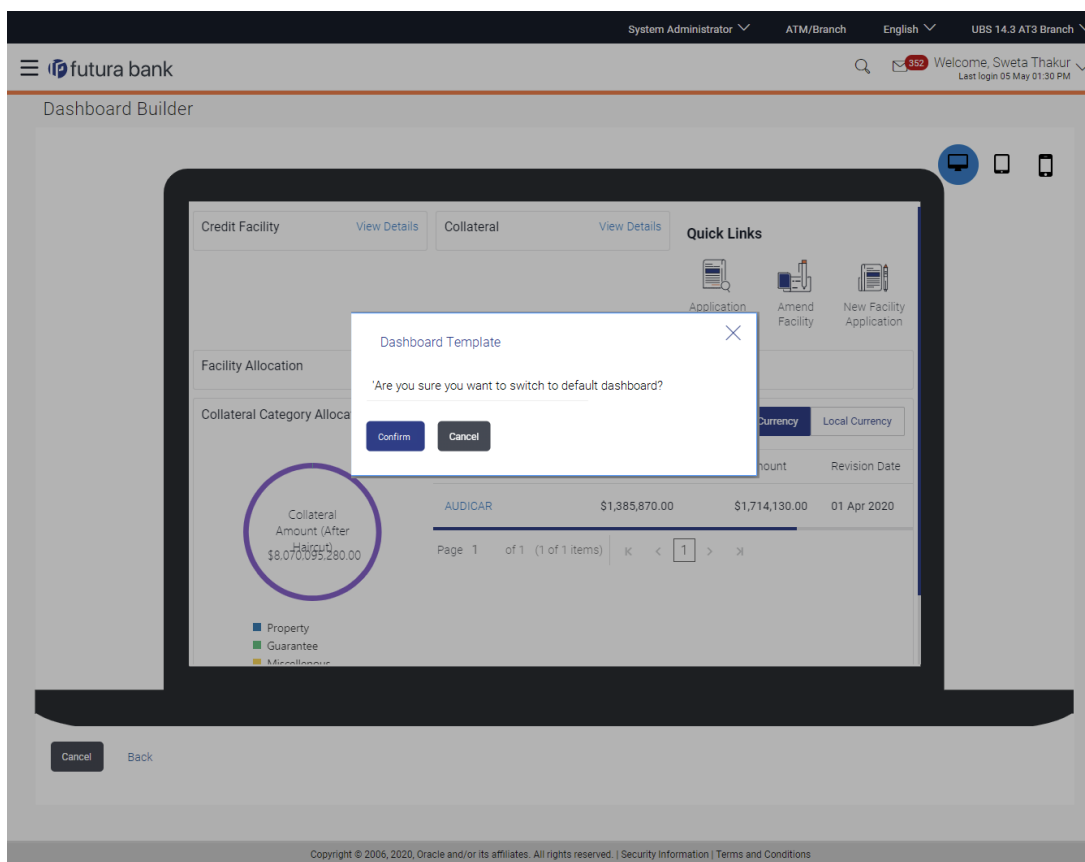 System Administrator ATM/Branch English UBS 14.3 AT3 Branch
futura bank 352 Welcome, Sweta Thakur
Last login 05 May 01:30 PM
Dashboard Builder
Credit Facility View Details Collateral View Details Quick Links
Application Amend Facility New Facility Application
Dashboard Template
Facility Allocation
'Are you sure you want to switch to default dashboard?
Collateral Category Alloca Currency Local Currency
Confirm Cancel
mount Revision Date
AUDICAR $1,385,870.00 $1,714,130.00 01 Apr 2020
Collateral
Amount (After
Haircut)
$8,070,095,280.00
Page 1 of 1 (1 of 1 items) K < 1 > X
Property
Guarantee
Miscellenous
Cancel Back
Copyright © 2006, 2020, Oracle and/or its affiliates. All rights reserved. | Security Information | Terms and Conditions